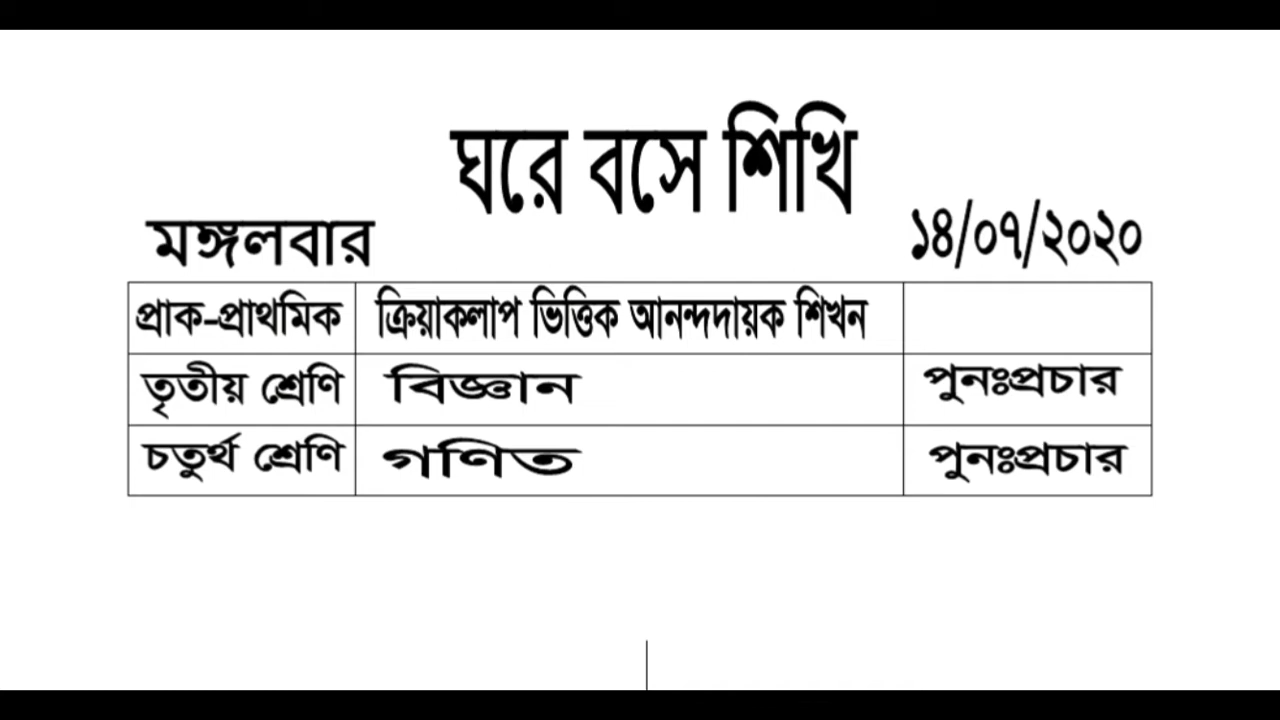 ঘরে বসে শিখি
মঙ্গলবার ১৪/০৭/২০২০
প্রাক-প্রাথমিক ক্রিয়াকলাপ ভিত্তিক আনন্দদায়ক শিখন
তৃতীয় শ্রেণি বিজ্ঞান পুনঃপ্রচার
চতুর্থ শ্রেণি গণিত পুনঃপ্রচার